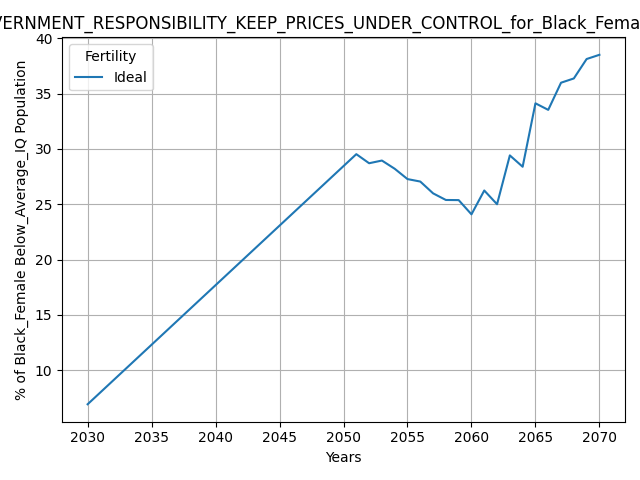 VERNMENT_RESPONSIBILITY_KEEP_PRICES_UNDER_CONTROL_for_Black_Fema
40
35
30
25
20
15
10
% of Black_Female Below_Average_IQ Population
Fertility
Ideal
2030 2035 2040 2045 2050 2055 2060 2065 2070
Years